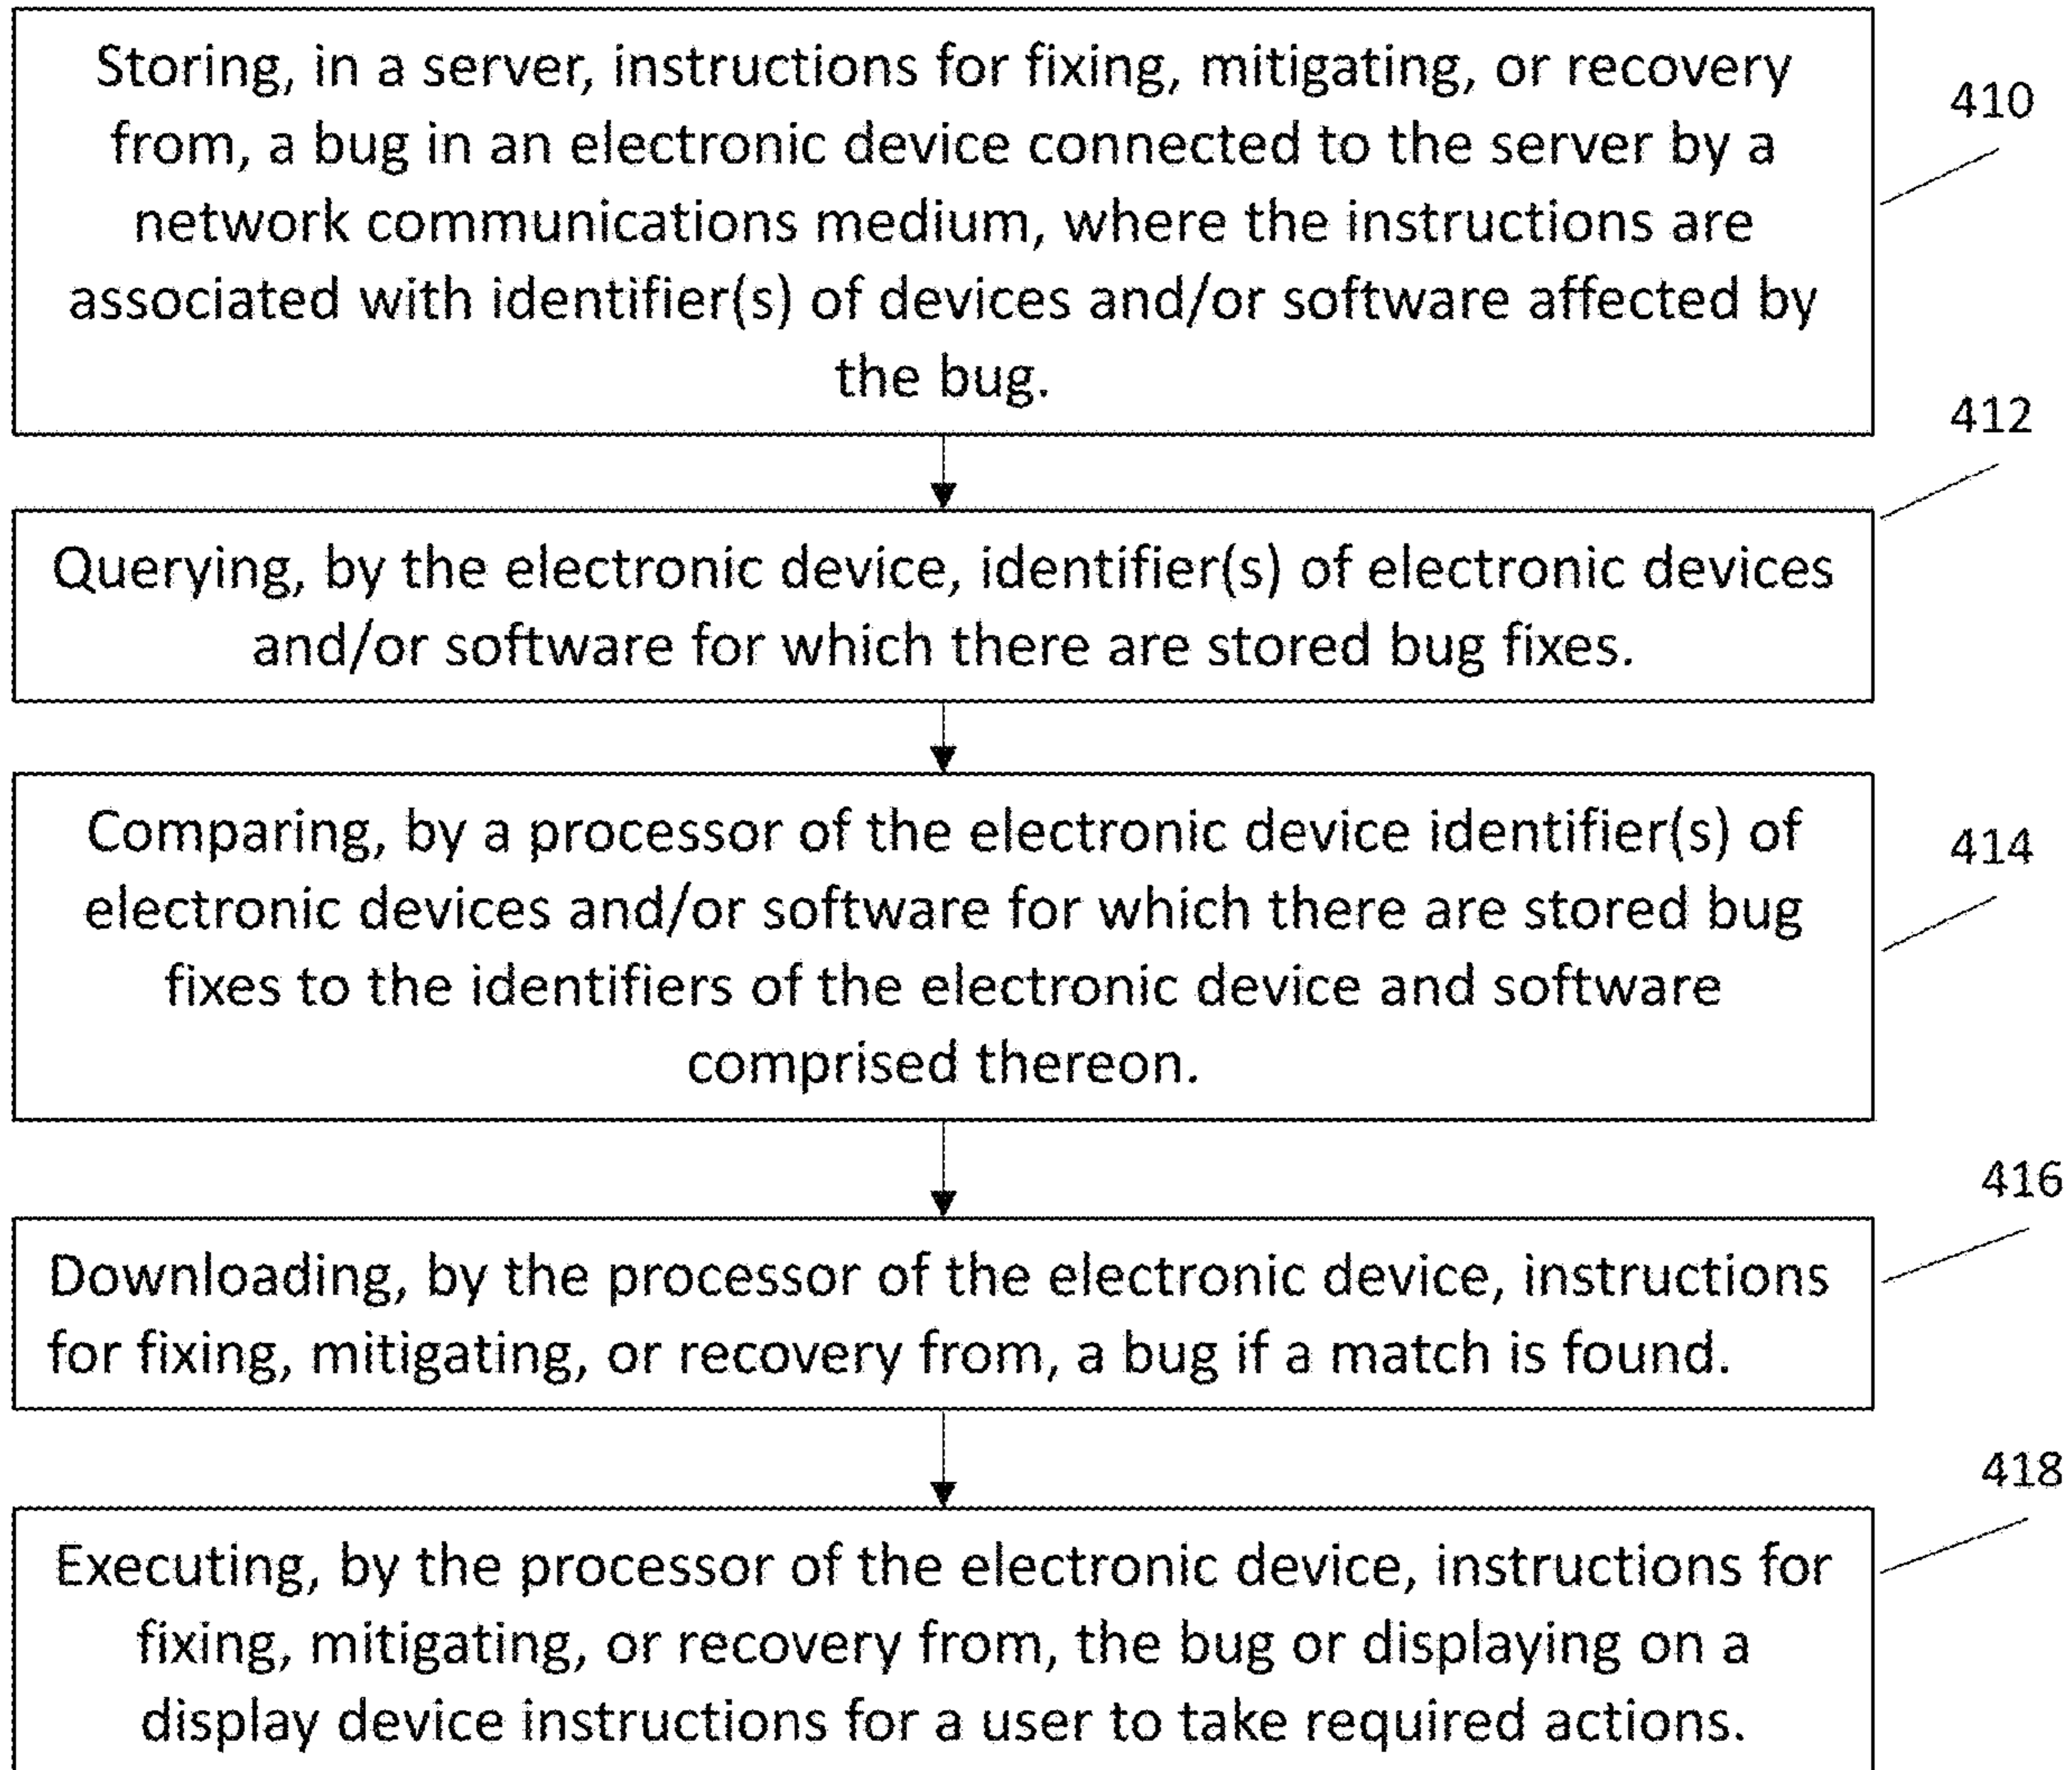 Storing, in a server, instructions for fixing, mitigating, or recovery
from, a bug in an electronic device connected to the server by a
network communications medium, where the instructions are
associated with identifier(s) of devices and/or software affected by
the bug.
410
412
Querying, by the electronic device, identifier(s) of electronic devices
and/or software for which there are stored bug fixes.
Comparing, by a processor of the electronic device identifier(s) of
electronic devices and/or software for which there are stored bug
fixes to the identifiers of the electronic device and software
comprised thereon.
414
416
Downloading, by the processor of the electronic device, instructions
for fixing, mitigating, or recovery from, a bug if a match is found.
418
Executing, by the processor of the electronic device, instructions for
fixing, mitigating, or recovery from, the bug or displaying on a
display device instructions for a user to take required actions.